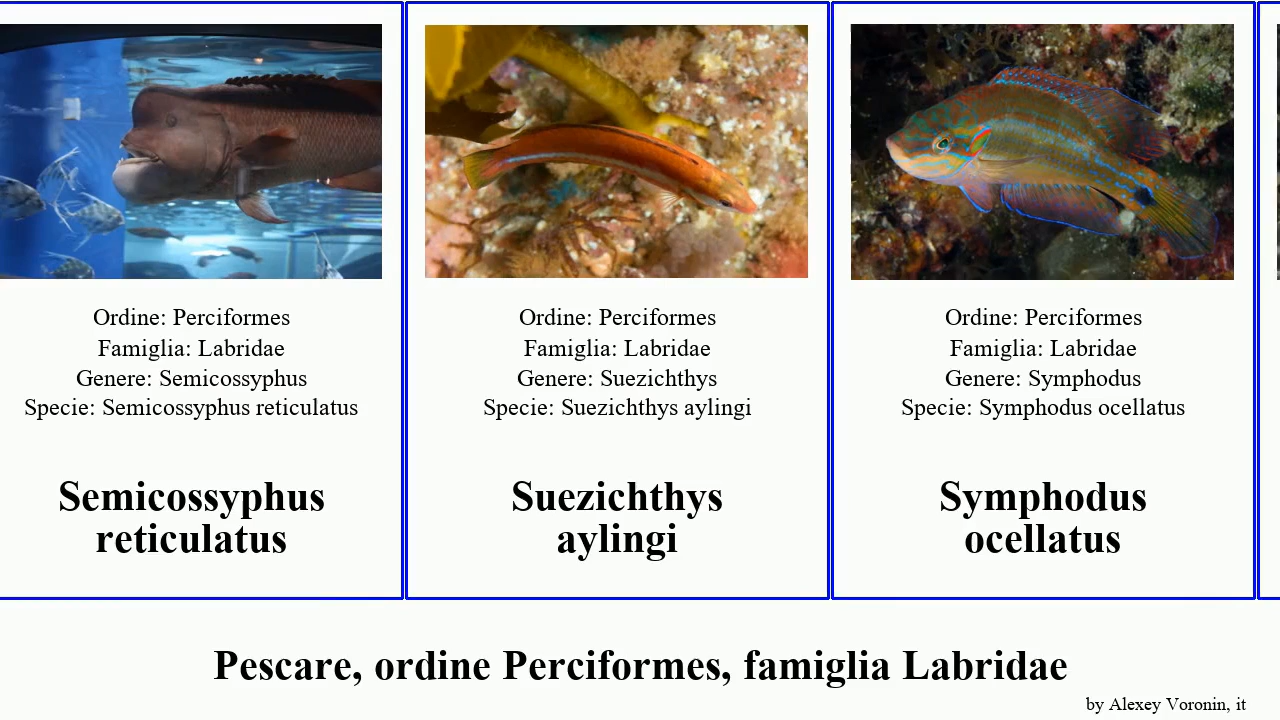 Ordine: Perciformes
Famiglia: Labridae
Genere: Semicossyphus
Specie: Semicossyphus reticulatus
Semicossyphus
reticulatus
Ordine: Perciformes
Famiglia: Labridae
Genere: Suezichthys
Specie: Suezichthys aylingi
Suezichthys
aylingi
Ordine: Perciformes
Famiglia: Labridae
Genere: Symphodus
Specie: Symphodus ocellatus
Symphodus
ocellatus
Pescare, ordine Perciformes, famiglia Labridae
by Alexey Voronin, it